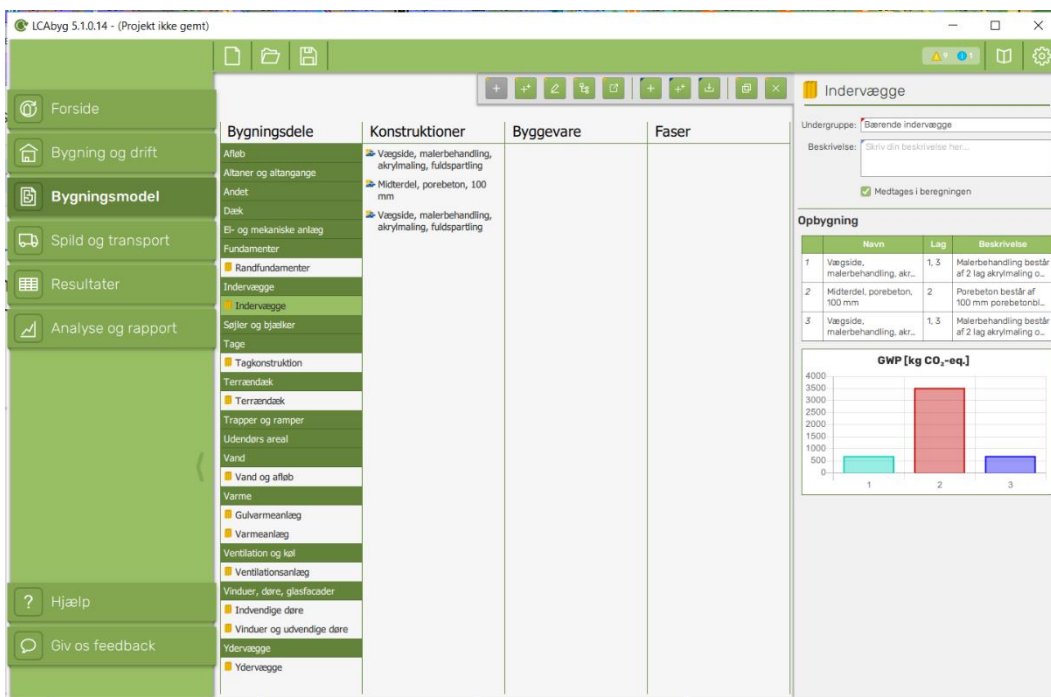 LCAbyg 5.1.0.14 - (Projekt ikke gemt)
Forside
Bygning og drift
Bygningsmodel
Spild og transport
Resultater
Analyse og rapport
Hjælp
Giv os feedback
Bygningsdele
Afløb
Altaner og altangange
Andet
Dæk
El- og mekaniske anlæg
Fundamenter
Randfundamenter
Indervægge
Indervægge
Søjler og bjælker
Tage
Tagkonstruktion
Terrændæk
Terrændæk
Trapper og ramper
Udendørs areal
Vand
Vand og afløb
Varme
Gulvarmeanlæg
Varmeanlæg
Ventilation og køl
Ventilationsanlæg
Vinduer, døre, glasfacader
Indvendige døre
Vinduer og udvendige døre
Ydervægge
Ydervægge
Konstruktioner
Vægside, malerbehandling,
akrylmaling, fuldspartling
Midterdel, porebeton, 100
mm
Vægside, malerbehandling,
akrylmaling, fuldspartling
Byggevare
Faser
Indervægge
Undergruppe: Bærende indervægge
Beskrivelse: Skriv din beskrivelse her...
Medtages i beregningen
Opbygning
Navn Lag Beskrivelse
1 Vægside, 1, 3 Malerbehandling består
malerbehandling, akr... af 2 lag akrylmaling o...
2 Midterdel, porebeton, 2 Porebeton består af
100 mm 100 mm porebetonbl...
3 Vægside, 1, 3 Malerbehandling består
malerbehandling, akr... af 2 lag akrylmaling o...
GWP [kg CO₂-eq.]
4000
3500
3000
2500
2000
1500
1000
500
0
1 2 3